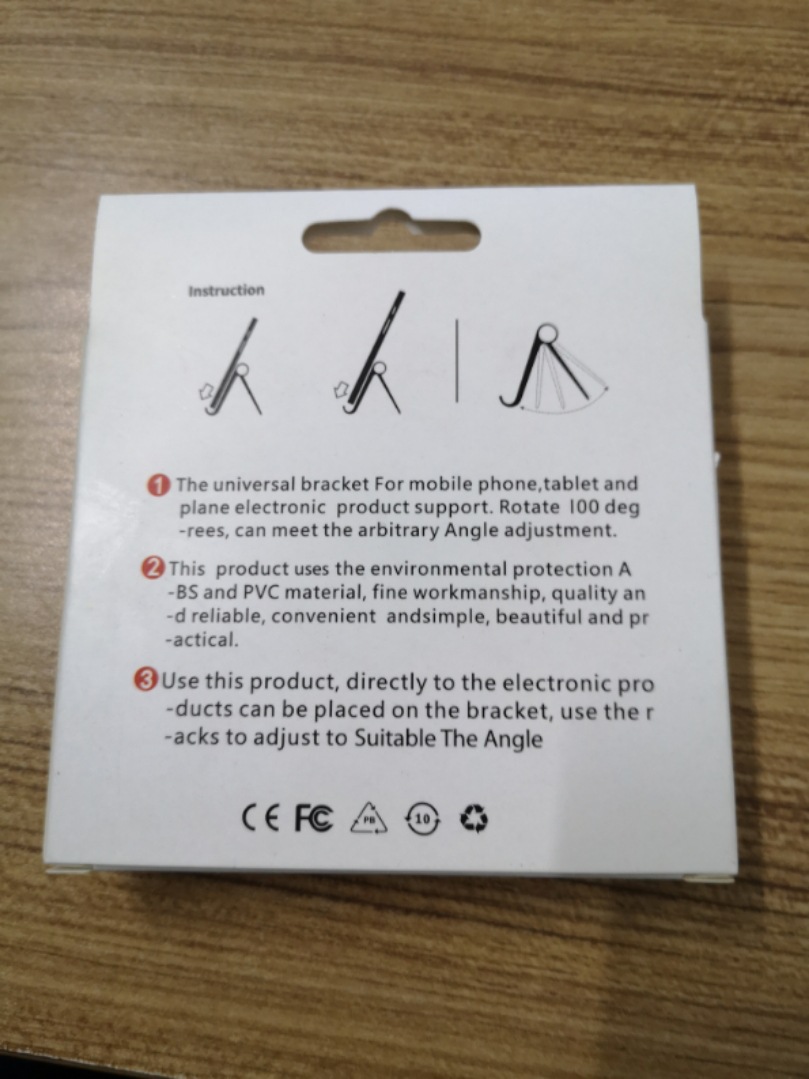 Instruction
1 The universal bracket For mobile phone,tablet and
plane electronic product support. Rotate 100 deg
-rees, can meet the arbitrary Angle adjustment.
2 This product uses the environmental protection A
-BS and PVC material, fine workmanship, quality an
-d reliable, convenient andsimple, beautiful and pr
-actical.
3 Use this product, directly to the electronic pro
-ducts can be placed on the bracket, use the r
-acks to adjust to Suitable The Angle
CE FC PB 10